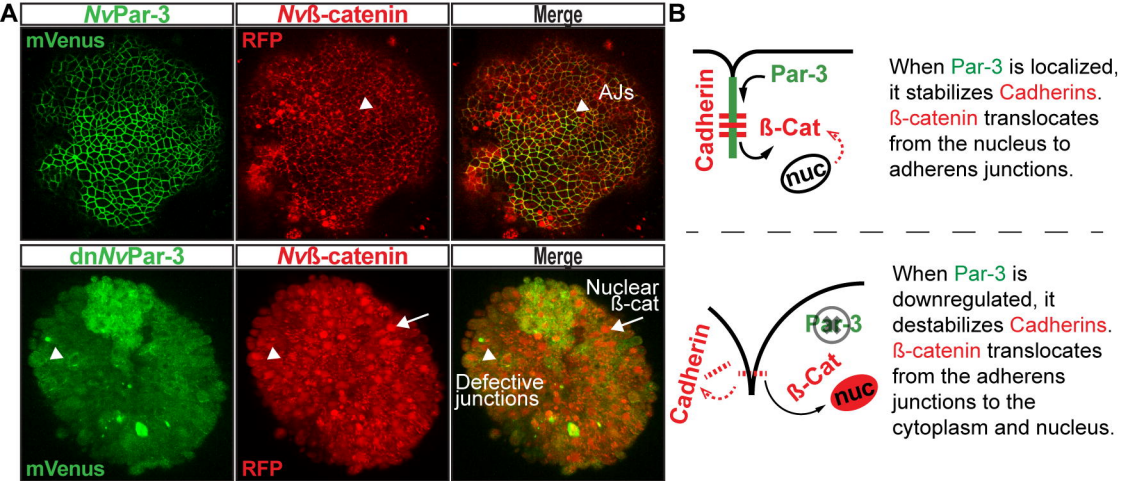 A
NvPar-3
Nvß-catenin
Merge
mVenus
RFP
AJs
dnNvPar-3
Nvß-catenin
Merge
Nuclear
ß-cat
Defective
junctions
mVenus
RFP
B
Cadherin
Par-3
ß-Cat
nuc
When Par-3 is localized,
it stabilizes Cadherins.
ß-catenin translocates
from the nucleus to
adherens junctions.
Cadherin
Par-3
ß-Cat
nuc
When Par-3 is
downregulated, it
destabilizes Cadherins.
ß-catenin translocates
from the adherens
junctions to the
cytoplasm and nucleus.